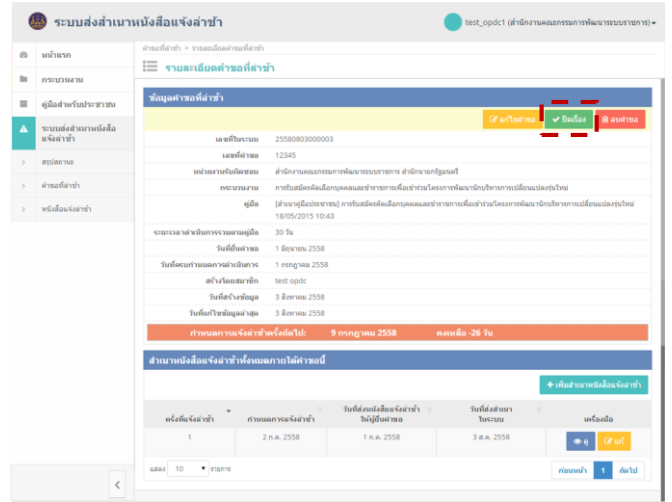 ระบบส่งสำเนาหนังสือแจ้งล่าช้า
test_opdc1 (สำนักงานคณะกรรมการพัฒนาระบบราชการ)
หน้าแรก
กระบวนงาน
คู่มือสำหรับประชาชน
ระบบส่งสำเนาหนังสือ
แจ้งล่าช้า
สรุปสถานะ
คำขอที่ล่าช้า
หนังสือแจ้งล่าช้า
คำขอที่ล่าช้า > รายละเอียดคำขอที่ล่าช้า
รายละเอียดคำขอที่ล่าช้า
ข้อมูลคำขอที่ล่าช้า
แก้ไขคำขอ ปิดเรื่อง ลบคำขอ
เลขที่ในระบบ 25580803000003
เลขที่คำขอ 12345
หน่วยงานรับผิดชอบ สำนักงานคณะกรรมการพัฒนาระบบราชการ สำนักนายกรัฐมนตรี
กระบวนงาน การรับสมัครคัดเลือกบุคคลและข้าราชการเพื่อเข้าร่วมโครงการพัฒนานักบริหารการเปลี่ยนแปลงรุ่นใหม่
คู่มือ [สำเนาคู่มือประชาชน] การรับสมัครคัดเลือกบุคคลและข้าราชการเพื่อเข้าร่วมโครงการพัฒนานักบริหารการเปลี่ยนแปลงรุ่นใหม่
18/05/2015 10:43
ระยะเวลาดำเนินการรวมตามคู่มือ 30 วัน
วันที่ยื่นคำขอ 1 มิถุนายน 2558
วันที่ครบกำหนดการดำเนินการ 1 กรกฎาคม 2558
สร้างโดยสมาชิก test opdc
วันที่สร้างข้อมูล 3 สิงหาคม 2558
วันที่แก้ไขข้อมูลล่าสุด 3 สิงหาคม 2558
กำหนดการแจ้งล่าช้าครั้งถัดไป: 9 กรกฎาคม 2558 คงเหลือ -26 วัน
สำเนาหนังสือแจ้งล่าช้าทั้งหมดภายใต้คำขอนี้
เพิ่มสำเนาหนังสือแจ้งล่าช้า
ครั้งที่แจ้งล่าช้า กำหนดการแจ้งล่าช้า วันที่ส่งหนังสือแจ้งล่าช้า วันที่ส่งสำเนา เครื่องมือ
ให้ผู้ยื่นคำขอ ในระบบ
1 2 ก.ค. 2558 1 ก.ค. 2558 3 ส.ค. 2558 ดู แก้
แสดง 10 รายการ ก่อนหน้า 1 ถัดไป